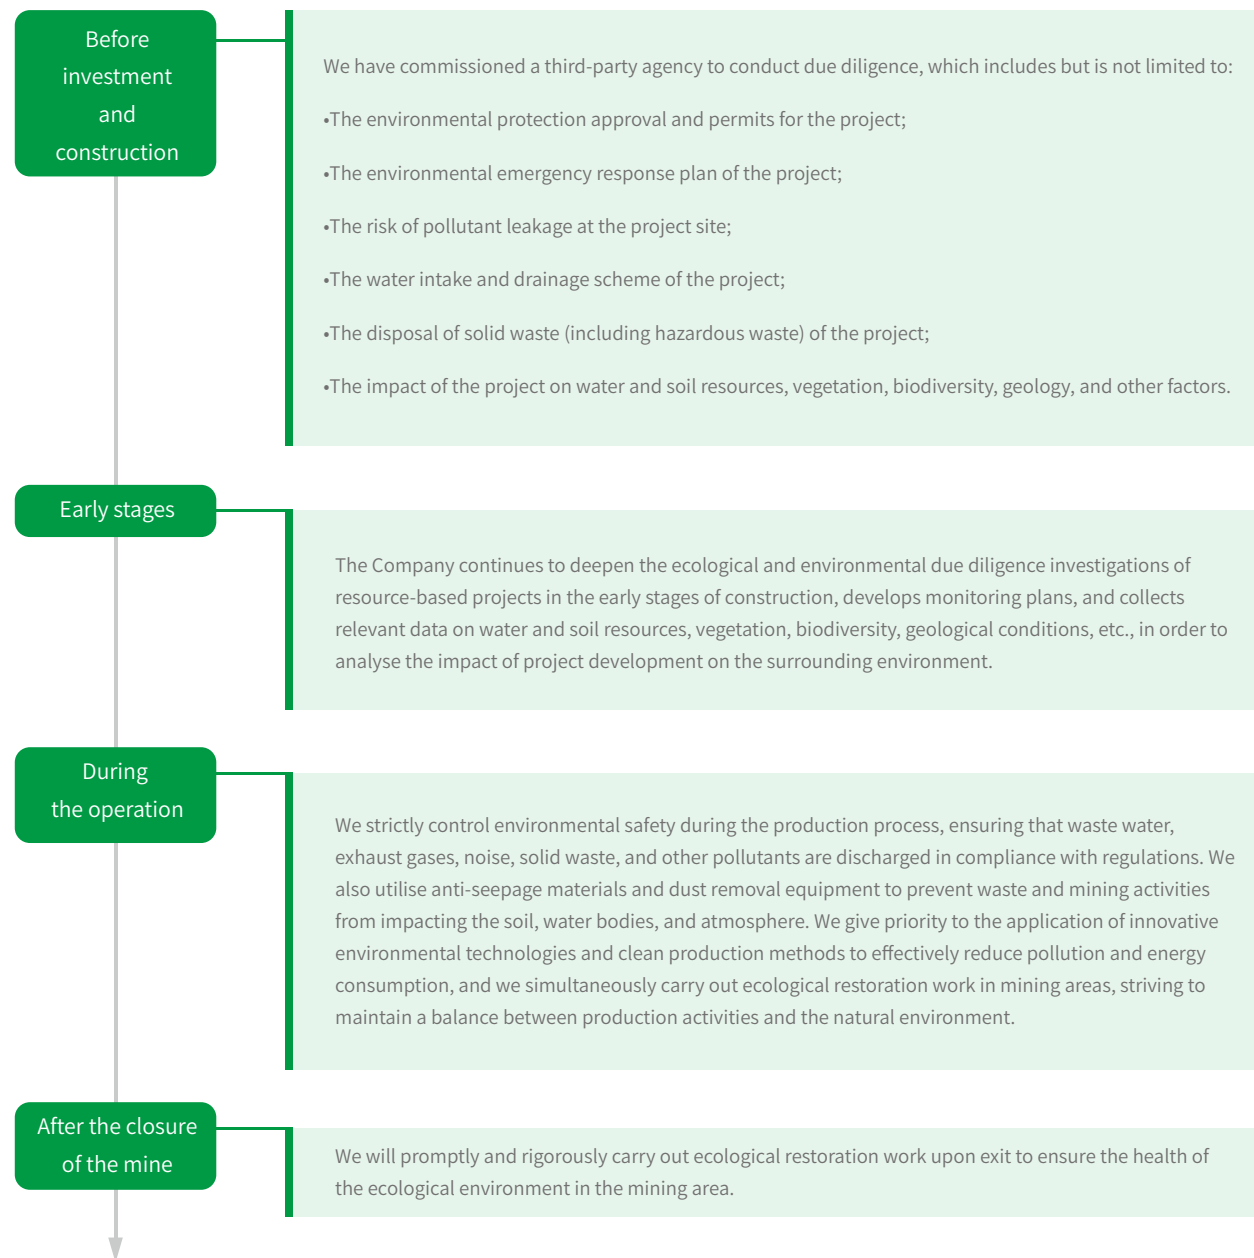 Before
investment
and
construction
We have commissioned a third-party agency to conduct due diligence, which includes but is not limited to:
•The environmental protection approval and permits for the project;
•The environmental emergency response plan of the project;
•The risk of pollutant leakage at the project site;
•The water intake and drainage scheme of the project;
•The disposal of solid waste (including hazardous waste) of the project;
•The impact of the project on water and soil resources, vegetation, biodiversity, geology, and other factors.
Early stages
The Company continues to deepen the ecological and environmental due diligence investigations of
resource-based projects in the early stages of construction, develops monitoring plans, and collects
relevant data on water and soil resources, vegetation, biodiversity, geological conditions, etc., in order to
analyse the impact of project development on the surrounding environment.
During
the operation
We strictly control environmental safety during the production process, ensuring that waste water,
exhaust gases, noise, solid waste, and other pollutants are discharged in compliance with regulations. We
also utilise anti-seepage materials and dust removal equipment to prevent waste and mining activities
from impacting the soil, water bodies, and atmosphere. We give priority to the application of innovative
environmental technologies and clean production methods to effectively reduce pollution and energy
consumption, and we simultaneously carry out ecological restoration work in mining areas, striving to
maintain a balance between production activities and the natural environment.
After the closure
of the mine
We will promptly and rigorously carry out ecological restoration work upon exit to ensure the health of
the ecological environment in the mining area.